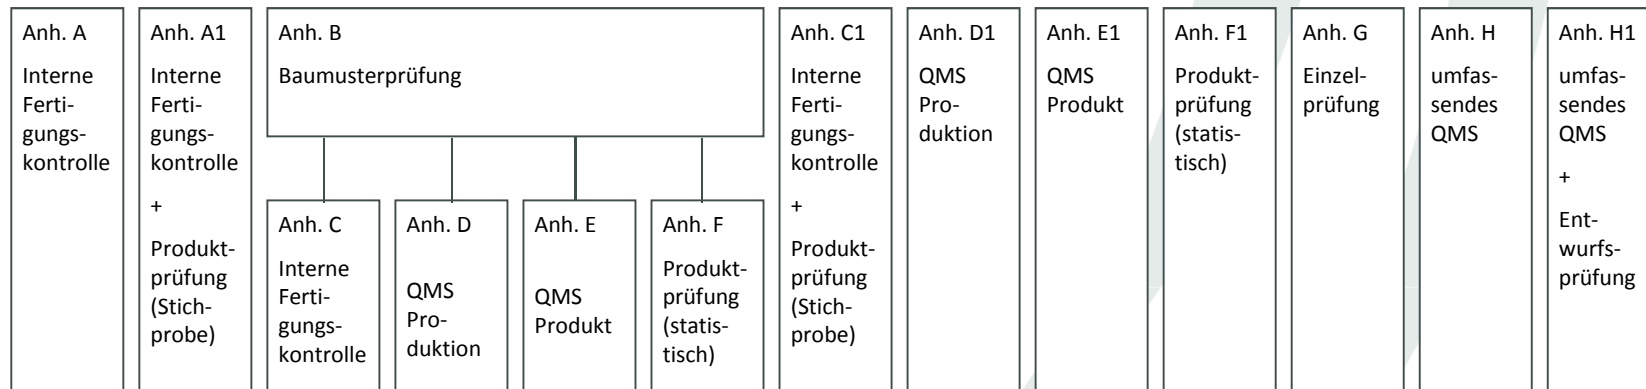 Anh. A
Interne
Ferti-
gungs-
kontrolle
Anh. A1
Interne
Ferti-
gungs-
kontrolle
+
Produkt-
prüfung
(Stich-
probe)
Anh. B
Baumusterprüfung
Anh. C
Interne
Ferti-
gungs-
kontrolle
Anh. D
QMS
Pro-
duktion
Anh. E
QMS
Produkt
Anh. F
Produkt-
prüfung
(statis-
tisch)
Anh. C1
Interne
Ferti-
gungs-
kontrolle
+
Produkt-
prüfung
(Stich-
probe)
Anh. D1
QMS
Pro-
duktion
Anh. E1
QMS
Produkt
Anh. F1
Produkt-
prüfung
(statis-
tisch)
Anh. G
Einzel-
prüfung
Anh. H
umfas-
sendes
QMS
Anh. H1
umfas-
sendes
QMS
+
Ent-
wurfs-
prüfung